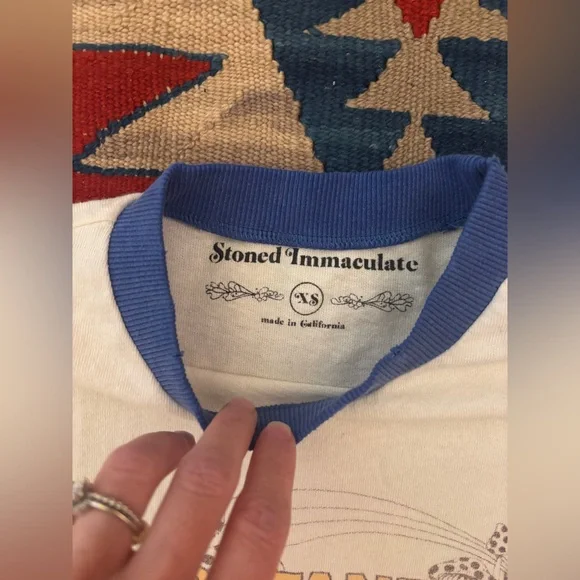 Stoned Immaculate
XS
made in California